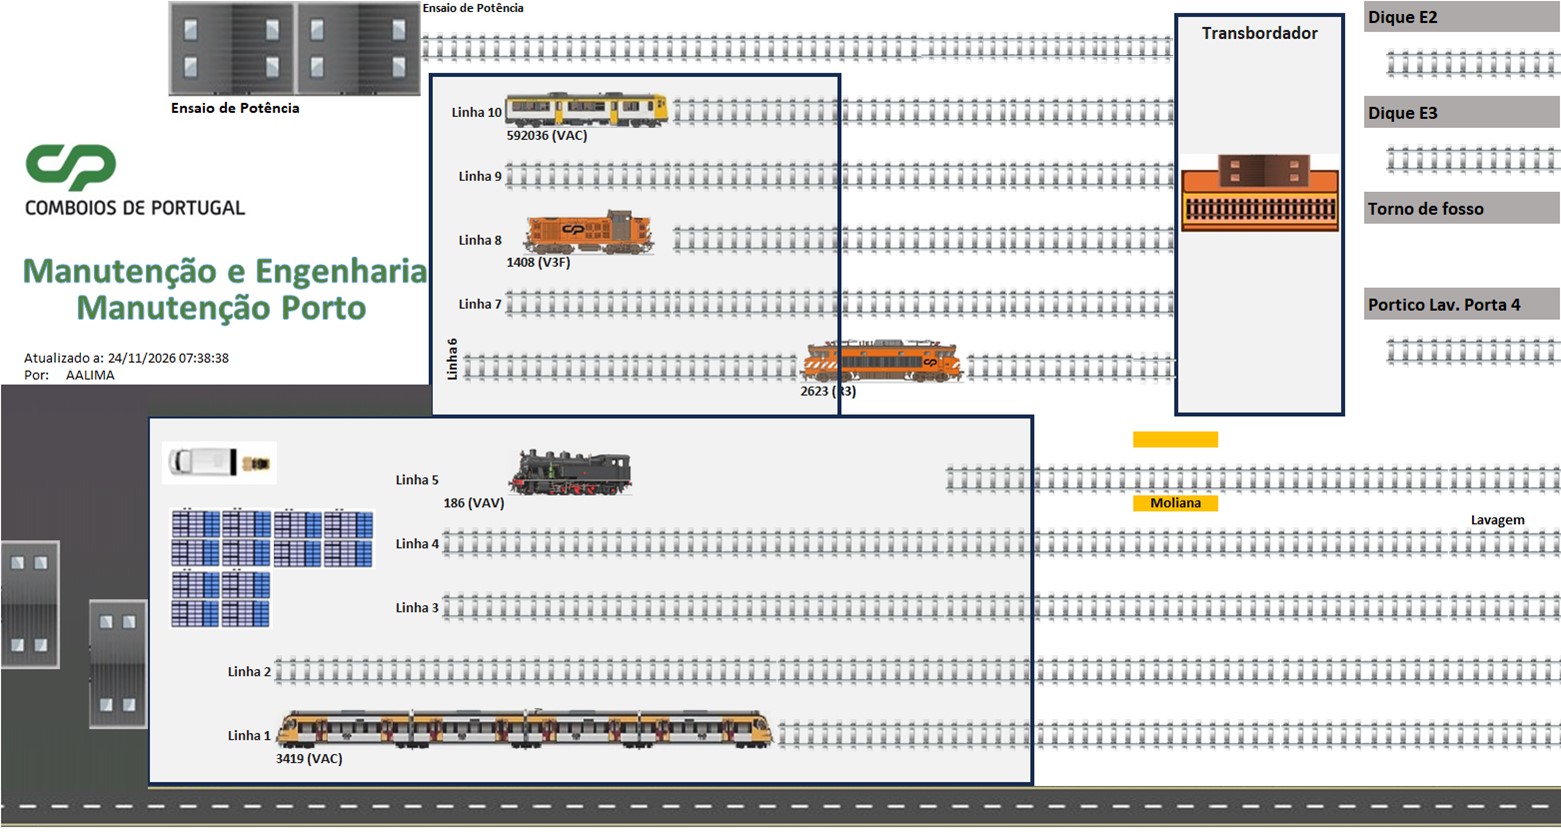 Ensaio de Potência
Ensaio de Potência
CP
COMBOIOS DE PORTUGAL
Manutenção e Engenharia
Manutenção Porto
Atualizado a: 24/11/2026 07:38:38
Por: AALIMA
Linha 10
592036 (VAC)
Linha 9
Linha 8
1408 (V3F)
Linha 7
Linha 6
2623 (R3)
Transbordador
Dique E2
Dique E3
Torno de fosso
Portico Lav. Porta 4
Linha 5
186 (VAV)
Moliana
Lavagem
Linha 4
Linha 3
Linha 2
Linha 1
3419 (VAC)